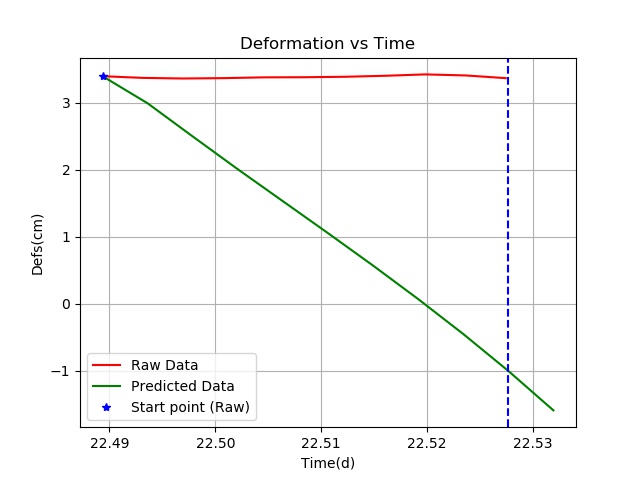 Deformation vs Time
Defs(cm)
3
2
1
0
−1
22.49 22.50 22.51 22.52 22.53
Time(d)
Raw Data
Predicted Data
Start point (Raw)